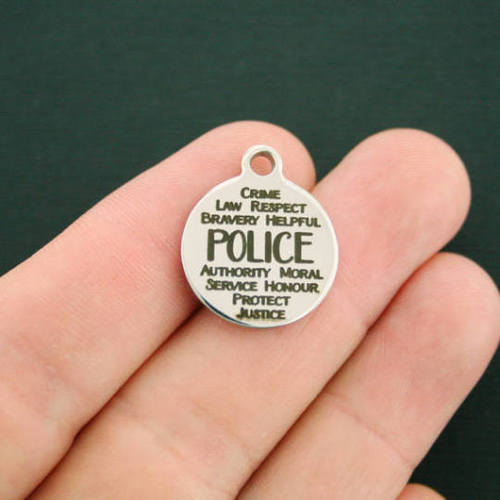 CRIME
LAW RESPECT
BRAVERY HELPFUL
POLICE
AUTHORITY MORAL
SERVICE HONOUR
PROTECT
JUSTICE